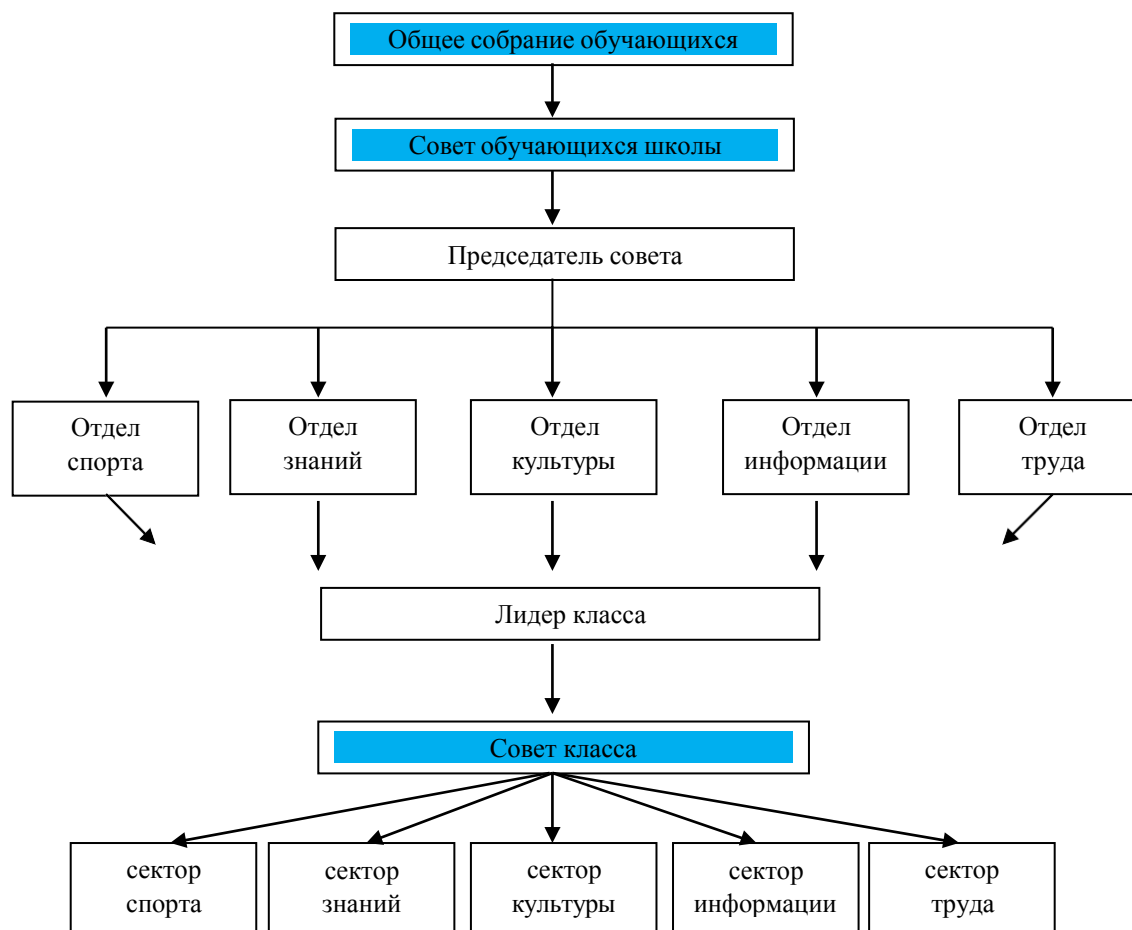 Общее собрание обучающихся
Совет обучающихся школы
Председатель совета
Отдел
спорта
Отдел
знаний
Отдел
культуры
Отдел
информации
Отдел
труда
Лидер класса
Совет класса
сектор
спорта
сектор
знаний
сектор
культуры
сектор
информации
сектор
труда